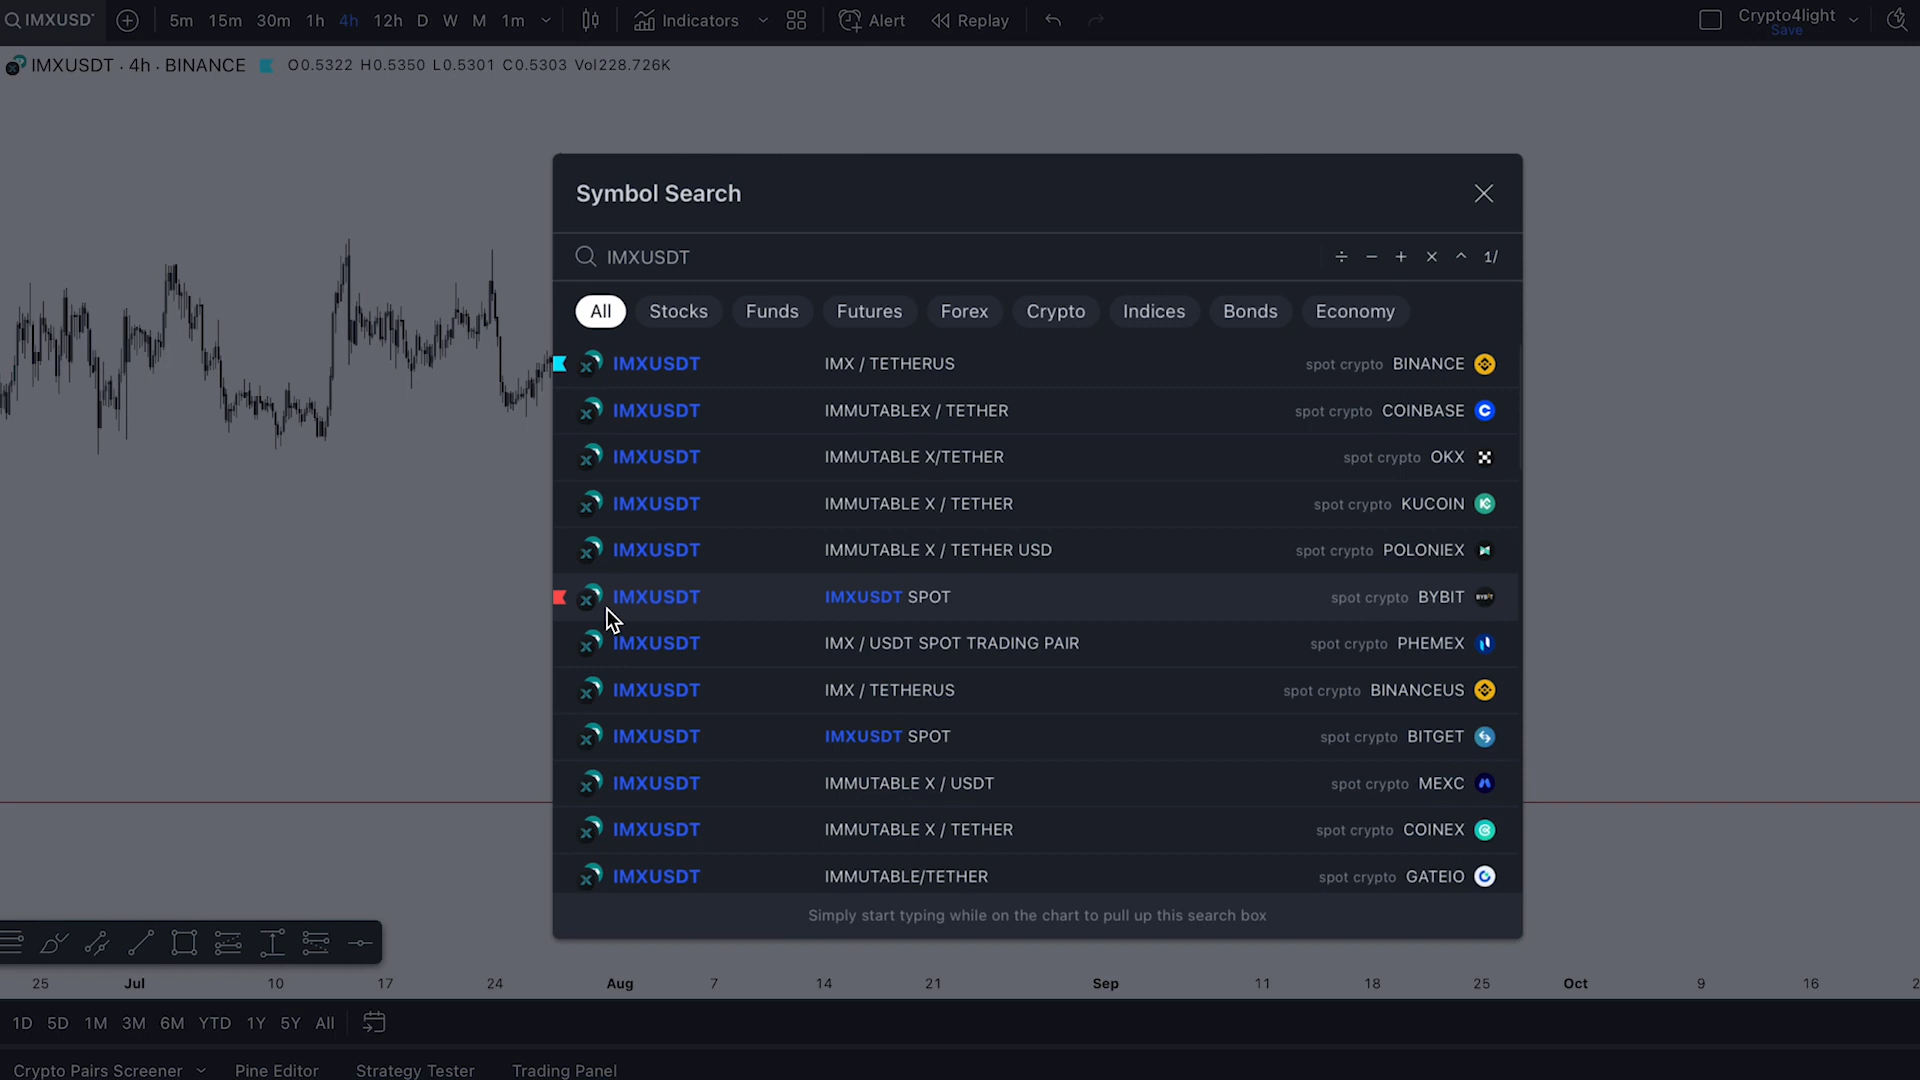 IMXUSD
5m 15m 30m 1h 4h 12h D W M 1m Indicators Alert Replay Crypto4light
Save
IMXUSDT · 4h · BINANCE O0.5322 H0.5350 L0.5301 C0.5303 Vol228.726K
Symbol Search
IMXUSDT ÷ − + × ^ 1/
All Stocks Funds Futures Forex Crypto Indices Bonds Economy
IMXUSDT IMX / TETHERUS spot crypto BINANCE
IMXUSDT IMMUTABLEX / TETHER spot crypto COINBASE
IMXUSDT IMMUTABLE X/TETHER spot crypto OKX
IMXUSDT IMMUTABLE X / TETHER spot crypto KUCOIN
IMXUSDT IMMUTABLE X / TETHER USD spot crypto POLONIEX
IMXUSDT IMXUSDT SPOT spot crypto BYBIT
IMXUSDT IMX / USDT SPOT TRADING PAIR spot crypto PHEMEX
IMXUSDT IMX / TETHERUS spot crypto BINANCEUS
IMXUSDT IMXUSDT SPOT spot crypto BITGET
IMXUSDT IMMUTABLE X / USDT spot crypto MEXC
IMXUSDT IMMUTABLE X / TETHER spot crypto COINEX
IMXUSDT IMMUTABLE/TETHER spot crypto GATEIO
Simply start typing while on the chart to pull up this search box
25 Jul 10 17 24 Aug 7 14 21 Sep 11 18 25 Oct 9 16 2
1D 5D 1M 3M 6M YTD 1Y 5Y All
Crypto Pairs Screener Pine Editor Strategy Tester Trading Panel